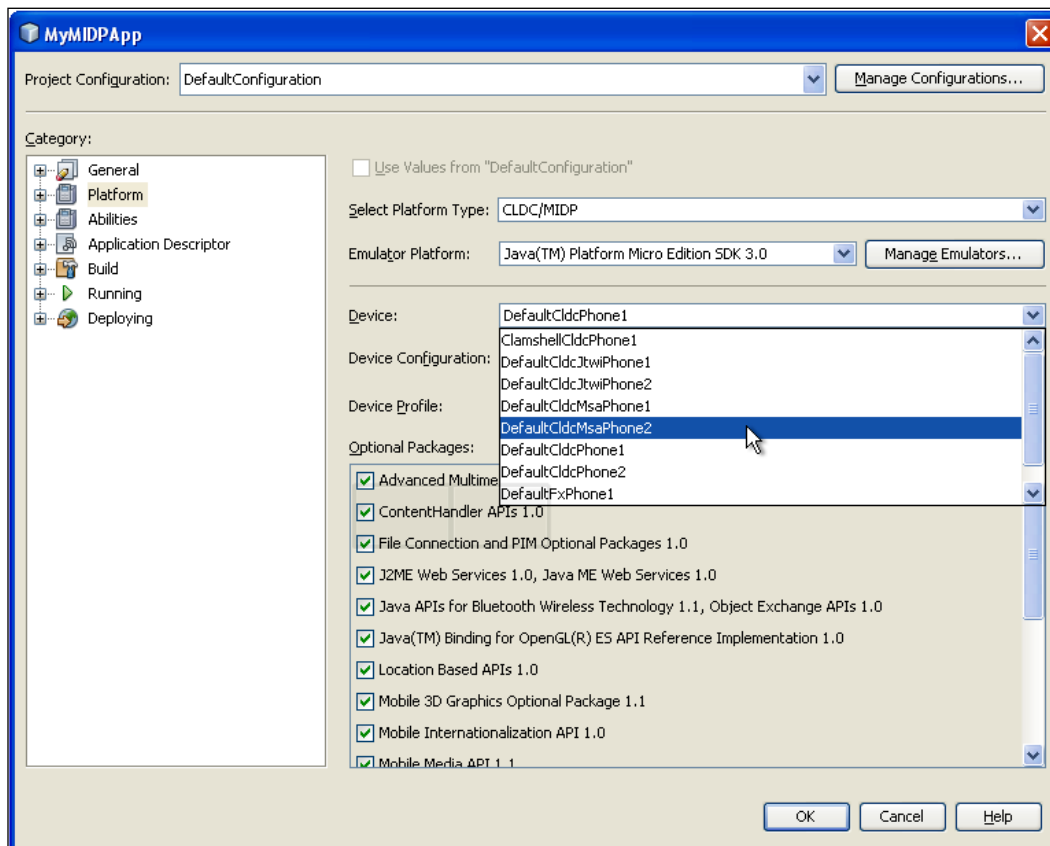 MyMIDPApp
Project Configuration: DefaultConfiguration Manage Configurations...
Category:
General
Platform
Abilities
Application Descriptor
Build
Running
Deploying
Use Values from "DefaultConfiguration"
Select Platform Type: CLDC/MIDP
Emulator Platform: Java(TM) Platform Micro Edition SDK 3.0 Manage Emulators...
Device: DefaultCldcPhone1
ClamshellCldcPhone1
Device Configuration: DefaultCldcJtwiPhone1
DefaultCldcJtwiPhone2
Device Profile: DefaultCldcMsaPhone1
DefaultCldcMsaPhone2
Optional Packages: DefaultCldcPhone1
DefaultCldcPhone2
Advanced Multime
DefaultFxPhone1
ContentHandler APIs 1.0
File Connection and PIM Optional Packages 1.0
J2ME Web Services 1.0, Java ME Web Services 1.0
Java APIs for Bluetooth Wireless Technology 1.1, Object Exchange APIs 1.0
Java(TM) Binding for OpenGL(R) ES API Reference Implementation 1.0
Location Based APIs 1.0
Mobile 3D Graphics Optional Package 1.1
Mobile Internationalization API 1.0
Mobile Media API 1.1
OK Cancel Help